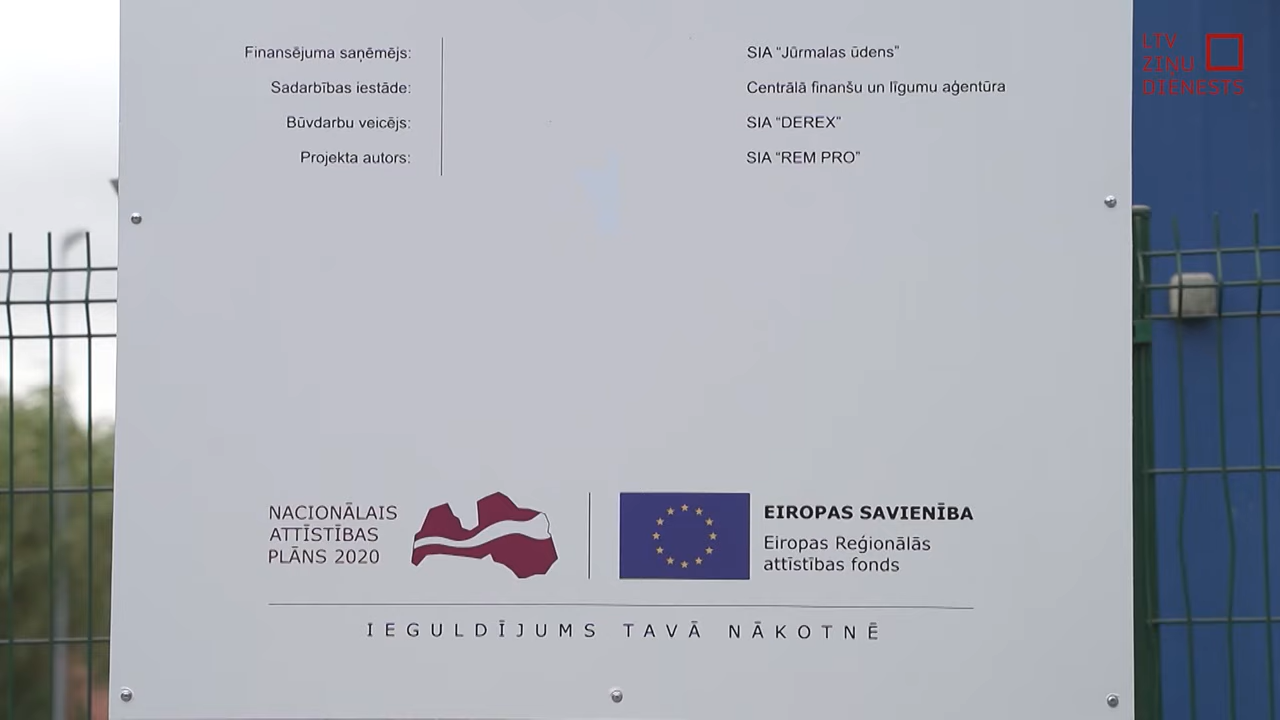 Finansējuma saņēmējs: SIA “Jūrmalas ūdens”
Sadarbības iestāde: Centrālā finanšu un līgumu aģentūra
Būvdarbu veicējs: SIA “DEREX”
Projekta autors: SIA “REM PRO”
LTV
ZIŅU
DIENESTS
NACIONĀLAIS
ATTĪSTĪBAS
PLĀNS 2020
EIROPAS SAVIENĪBA
Eiropas Reģionālās
attīstības fonds
IEGULDĪJUMS TAVĀ NĀKOTNĒ